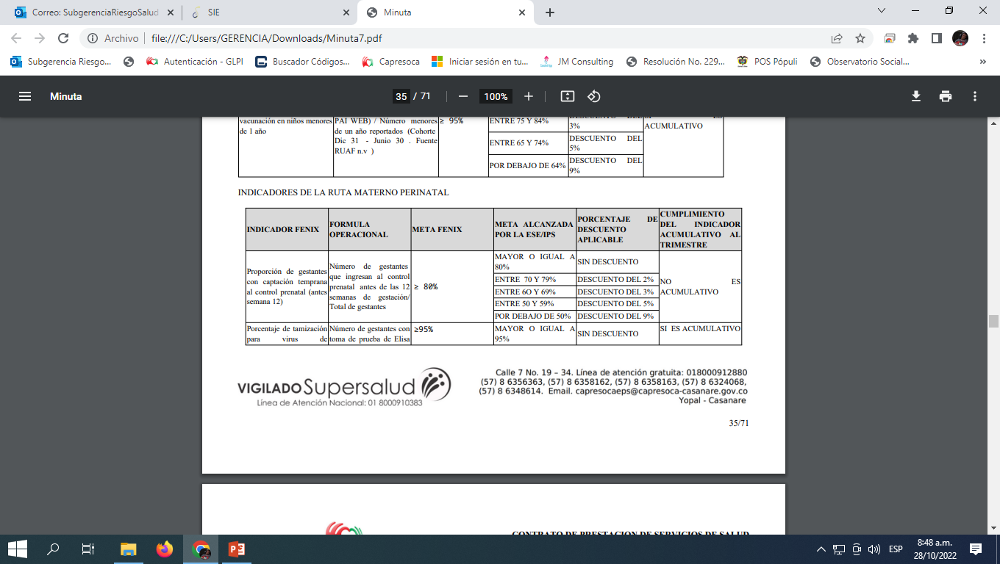 Correo: SubgerenciaRiesgoSalud
SIE
Minuta
Archivo
file:///C:/Users/GERENCIA/Downloads/Minuta7.pdf
Subgerencia Riesgo...
Autenticación - GLPI
Buscador Códigos...
Capresoca
Iniciar sesión en tu...
JM Consulting
Resolución No. 229...
POS Pópuli
Observatorio Social...
»
Minuta
35 / 71
100%
vacunación en niños menores
de 1 año
PAI WEB) / Número menores
de un año reportados (Cohorte
Dic 31 - Junio 30 . Fuente
RUAF n.v )
≥ 95%
ENTRE 75 Y 84%
3%
ACUMULATIVO
ENTRE 65 Y 74%
DESCUENTO DEL
5%
POR DEBAJO DE 64%
DESCUENTO DEL
9%
INDICADORES DE LA RUTA MATERNO PERINATAL
INDICADOR FENIX
FORMULA
OPERACIONAL
META FENIX
META ALCANZADA
POR LA ESE/IPS
PORCENTAJE DE
DESCUENTO
APLICABLE
CUMPLIMIENTO
DEL INDICADOR
ACUMULATIVO AL
TRIMESTRE
Proporción de gestantes
con captación temprana
al control prenatal (antes
semana 12)
Número de gestantes
que ingresan al control
prenatal antes de las 12
semanas de gestación/
Total de gestantes
≥ 80%
MAYOR O IGUAL A
80%
SIN DESCUENTO
ENTRE 70 Y 79%
DESCUENTO DEL 2%
ENTRE 6O Y 69%
DESCUENTO DEL 3%
ENTRE 50 Y 59%
DESCUENTO DEL 5%
POR DEBAJO DE 50%
DESCUENTO DEL 9%
NO ES
ACUMULATIVO
Porcentaje de tamización
para virus de
Número de gestantes con
toma de prueba de Elisa
≥95%
MAYOR O IGUAL A
95%
SIN DESCUENTO
SI ES ACUMULATIVO
VIGILADO Supersalud
Línea de Atención Nacional: 01 8000910383
Calle 7 No. 19 – 34. Línea de atención gratuita: 018000912880
(57) 8 6356363, (57) 8 6358162, (57) 8 6358163, (57) 8 6324068,
(57) 8 6348614. Email. capresocaeps@capresoca-casanare.gov.co
Yopal - Casanare
35/71
CONTRATO DE PRESTACION DE SERVICIOS DE SALUD
ESP
8:48 a.m.
28/10/2022